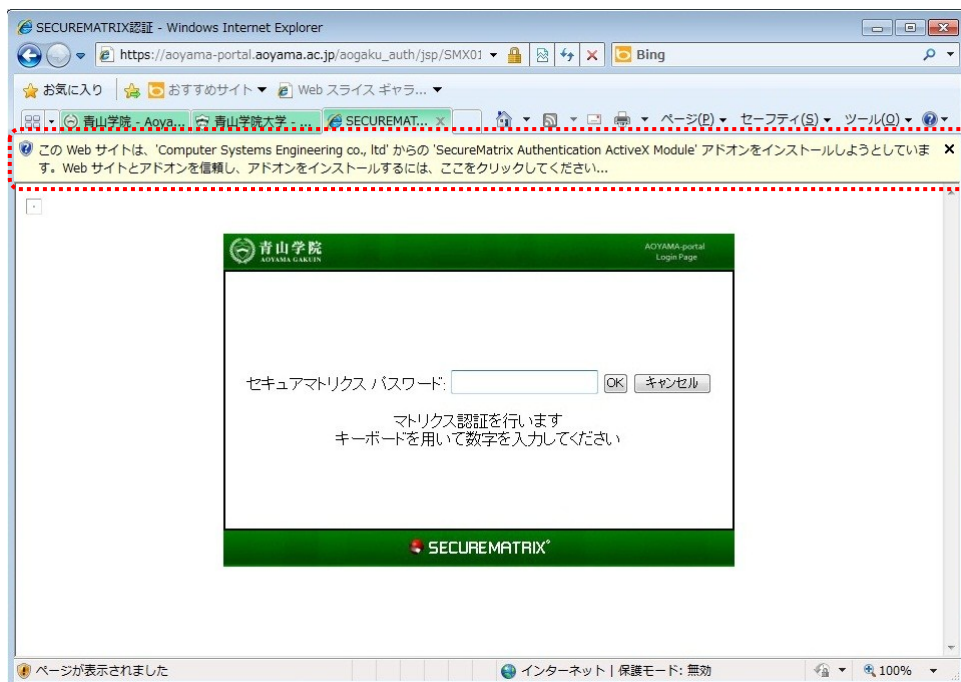 SECUREMATRIX認証 - Windows Internet Explorer
https://aoyama-portal.aoyama.ac.jp/aogaku_auth/jsp/SMX01
Bing
お気に入り
おすすめサイト ▼
Web スライス ギャラ... ▼
青山学院 - Aoya...
青山学院大学 - ...
SECUREMAT... ×
ページ(P) ▼
セーフティ(S) ▼
ツール(O) ▼
この Web サイトは、'Computer Systems Engineering co., ltd' からの 'SecureMatrix Authentication ActiveX Module' アドオンをインストールしようとしていま
す。Web サイトとアドオンを信頼し、アドオンをインストールするには、ここをクリックしてください...
青山学院
AOYAMA GAKUIN
AOYAMA-portal
Login Page
セキュアマトリクス パスワード:
OK
キャンセル
マトリクス認証を行います
キーボードを用いて数字を入力してください
SECUREMATRIX®
ページが表示されました
インターネット | 保護モード: 無効
100%